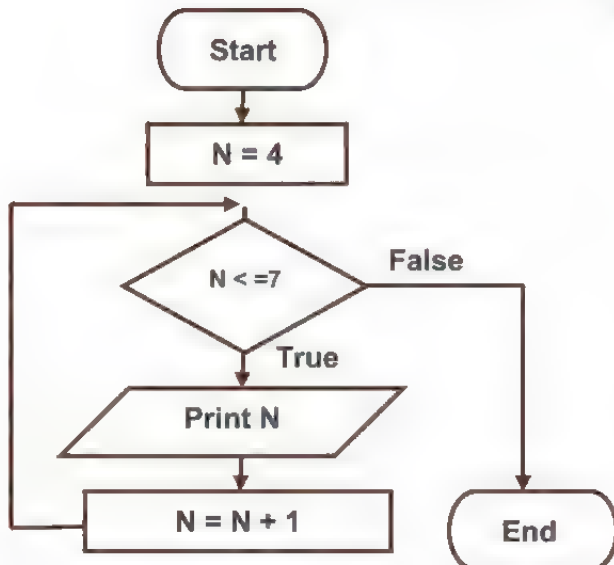 Start
N = 4
N < =7
False
True
Print N
N = N + 1
End